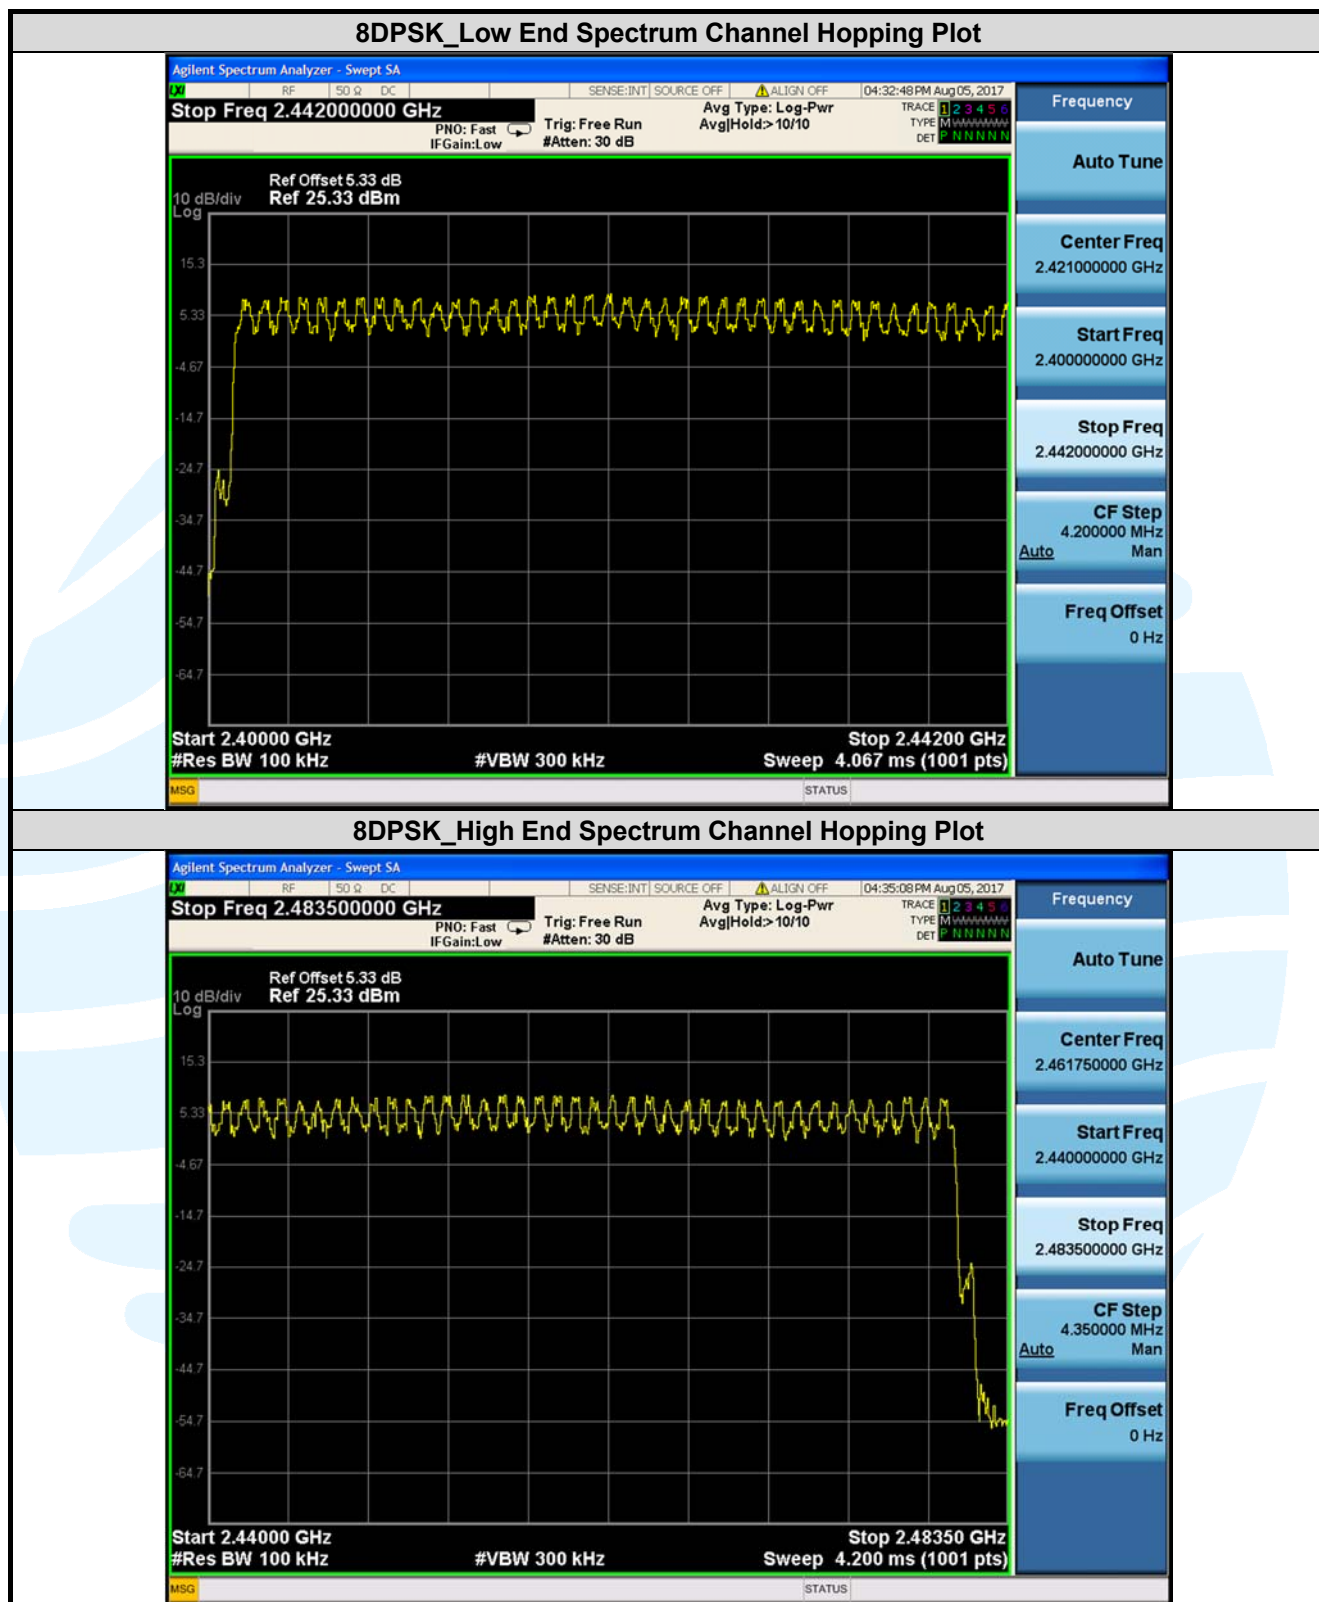 8DPSK_Low End Spectrum Channel Hopping Plot
Agilent Spectrum Analyzer - Swept SA
LXI RF 50 Ω DC SENSE:INT SOURCE OFF ALIGN OFF 04:32:48 PM Aug 05, 2017
Stop Freq 2.442000000 GHz
PNO: Fast
IFGain:Low
Trig: Free Run
#Atten: 30 dB
Avg Type: Log-Pwr
Avg|Hold:>10/10
TRACE 1 2 3 4 5 6
TYPE M W W W W W
DET P N N N N N
Ref Offset 5.33 dB
10 dB/div Ref 25.33 dBm
Log
15.3
5.33
-4.67
-14.7
-24.7
-34.7
-44.7
-54.7
-64.7
Start 2.40000 GHz Stop 2.44200 GHz
#Res BW 100 kHz #VBW 300 kHz Sweep 4.067 ms (1001 pts)
MSG STATUS
Frequency
Auto Tune
Center Freq
2.421000000 GHz
Start Freq
2.400000000 GHz
Stop Freq
2.442000000 GHz
CF Step
4.200000 MHz
Auto Man
Freq Offset
0 Hz
8DPSK_High End Spectrum Channel Hopping Plot
Agilent Spectrum Analyzer - Swept SA
LXI RF 50 Ω DC SENSE:INT SOURCE OFF ALIGN OFF 04:35:08 PM Aug 05, 2017
Stop Freq 2.483500000 GHz
PNO: Fast
IFGain:Low
Trig: Free Run
#Atten: 30 dB
Avg Type: Log-Pwr
Avg|Hold:>10/10
TRACE 1 2 3 4 5 6
TYPE M W W W W W
DET P N N N N N
Ref Offset 5.33 dB
10 dB/div Ref 25.33 dBm
Log
15.3
5.33
-4.67
-14.7
-24.7
-34.7
-44.7
-54.7
-64.7
Start 2.44000 GHz Stop 2.48350 GHz
#Res BW 100 kHz #VBW 300 kHz Sweep 4.200 ms (1001 pts)
MSG STATUS
Frequency
Auto Tune
Center Freq
2.461750000 GHz
Start Freq
2.440000000 GHz
Stop Freq
2.483500000 GHz
CF Step
4.350000 MHz
Auto Man
Freq Offset
0 Hz